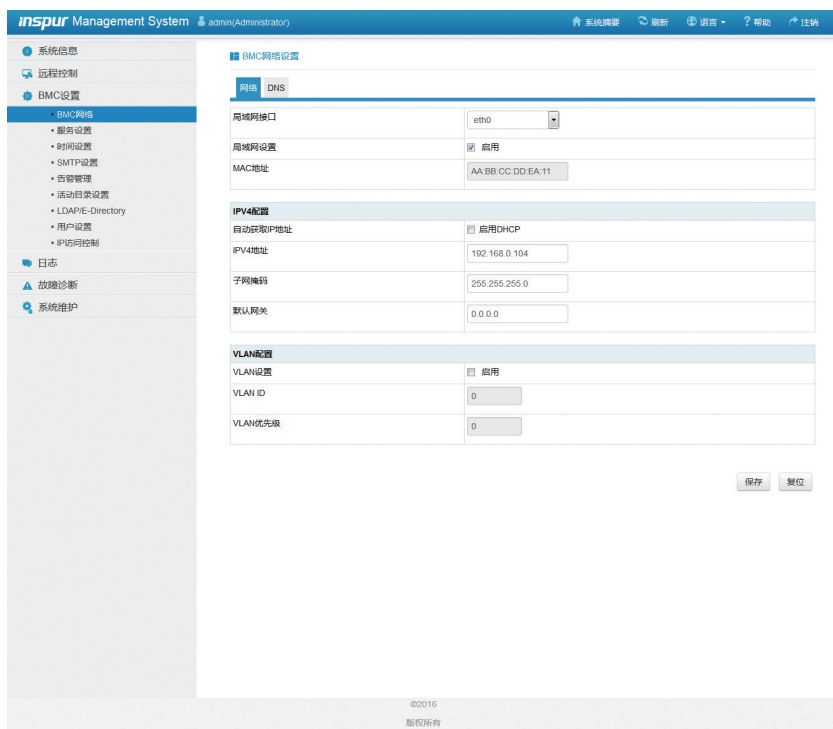 inspur Management System admin(Administrator) 系统摘要 刷新 语言 ? 帮助 注销
系统信息
远程控制
BMC设置
• BMC网络
• 服务设置
• 时间设置
• SMTP设置
• 告警管理
• 活动目录设置
• LDAP/E-Directory
• 用户设置
• IP访问控制
日志
故障诊断
系统维护
BMC网络设置
网络 DNS
局域网接口 eth0
局域网设置 启用
MAC地址 AA:BB:CC:DD:EA:11
IPV4配置
自动获取IP地址 启用DHCP
IPV4地址 192.168.0.104
子网掩码 255.255.255.0
默认网关 0.0.0.0
VLAN配置
VLAN设置 启用
VLAN ID 0
VLAN优先级 0
保存 复位
©2016
版权所有